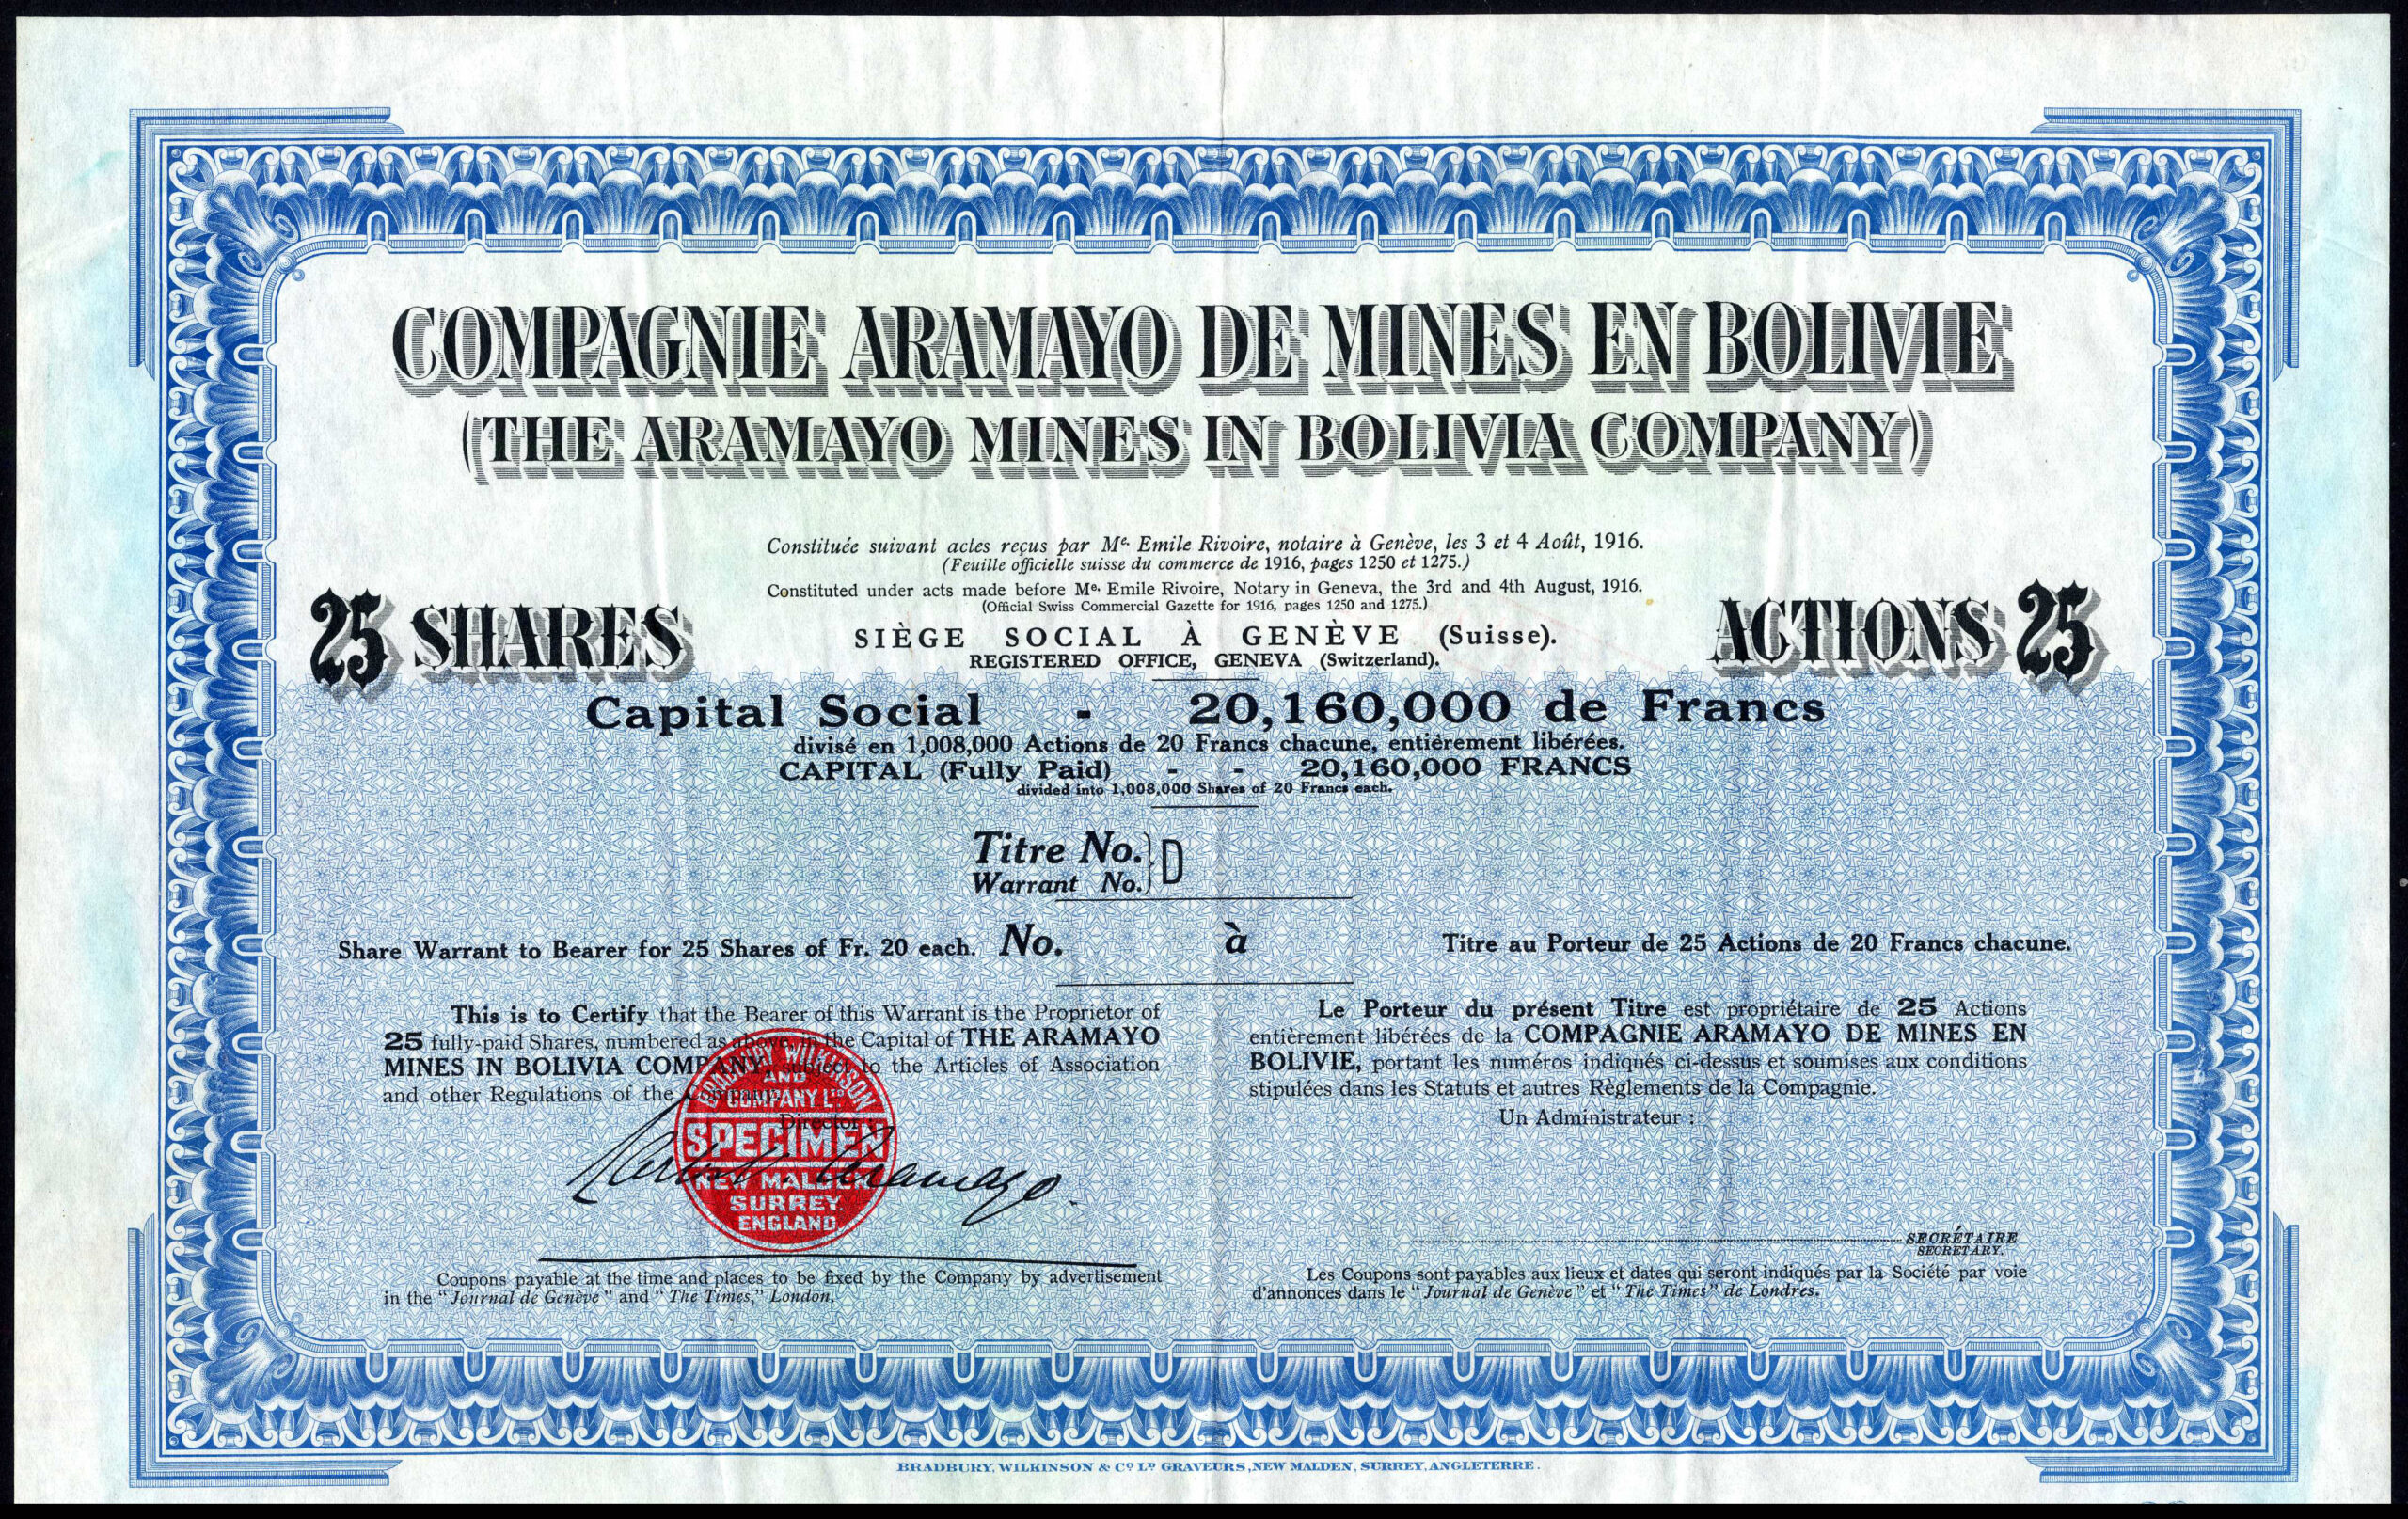 COMPAGNIE ARAMAYO DE MINES EN BOLIVIE
(THE ARAMAYO MINES IN BOLIVIA COMPANY)
Constituée suivant actes reçus par Me. Emile Rivoire, notaire à Genève, les 3 et 4 Août, 1916.
(Feuille officielle suisse du commerce de 1916, pages 1250 et 1275.)
Constituted under acts made before Me. Emile Rivoire, Notary in Geneva, the 3rd and 4th August, 1916.
(Official Swiss Commercial Gazette for 1916, pages 1250 and 1275.)
25 SHARES
ACTIONS 25
SIÈGE SOCIAL À GENÈVE (Suisse).
REGISTERED OFFICE, GENEVA (Switzerland).
Capital Social - 20,160,000 de Francs
divisé en 1,008,000 Actions de 20 Francs chacune, entièrement libérées.
CAPITAL (Fully Paid) - - 20,160,000 FRANCS
divided into 1,008,000 Shares of 20 Francs each.
Titre No.
Warrant No.
D
Share Warrant to Bearer for 25 Shares of Fr. 20 each. No. à Titre au Porteur de 25 Actions de 20 Francs chacune.
This is to Certify that the Bearer of this Warrant is the Proprietor of
25 fully-paid Shares, numbered as above, in the Capital of THE ARAMAYO
MINES IN BOLIVIA COMPANY, subject to the Articles of Association
and other Regulations of the Company.
Director :
BRADBURY WILKINSON
AND
COMPANY LD
SPECIMEN
NEW MALDEN
SURREY.
ENGLAND
Coupons payable at the time and places to be fixed by the Company by advertisement
in the "Journal de Genève" and "The Times," London.
Le Porteur du présent Titre est propriétaire de 25 Actions
entièrement libérées de la COMPAGNIE ARAMAYO DE MINES EN
BOLIVIE, portant les numéros indiqués ci-dessus et soumises aux conditions
stipulées dans les Statuts et autres Règlements de la Compagnie.
Un Administrateur :
SECRÉTAIRE
SECRETARY.
Les Coupons sont payables aux lieux et dates qui seront indiqués par la Société par voie
d'annonces dans le "Journal de Genève" et "The Times" de Londres.
BRADBURY, WILKINSON & Co LD GRAVEURS, NEW MALDEN, SURREY, ANGLETERRE.